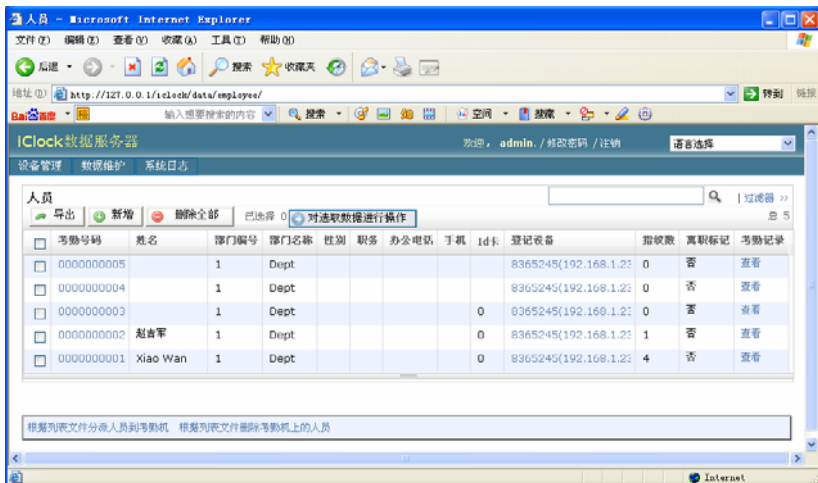 人员 - Microsoft Internet Explorer
文件(F) 编辑(E) 查看(V) 收藏(A) 工具(T) 帮助(H)
后退 搜索 收藏夹
地址(D) http://127.0.0.1/iclock/data/employee/ 转到 链接
Bai百度 输入想要搜索的内容 搜索 空间 搜藏
iClock数据服务器 欢迎, admin. / 修改密码 / 注销 语言选择
设备管理 数据维护 系统日志
人员 过滤器 >>
导出 新增 删除全部 已选择 0 对选取数据进行操作 总 5
考勤号码 姓名 部门编号 部门名称 性别 职务 办公电话 手机 Id卡 登记设备 指纹数 离职标记 考勤记录
0000000005 1 Dept 8365245(192.168.1.23 0 否 查看
0000000004 1 Dept 8365245(192.168.1.23 0 否 查看
0000000003 1 Dept 0 8365245(192.168.1.23 0 否 查看
0000000002 赵吉军 1 Dept 0 8365245(192.168.1.23 1 否 查看
0000000001 Xiao Wan 1 Dept 0 8365245(192.168.1.23 4 否 查看
根据列表文件分派人员到考勤机 根据列表文件删除考勤机上的人员
Internet